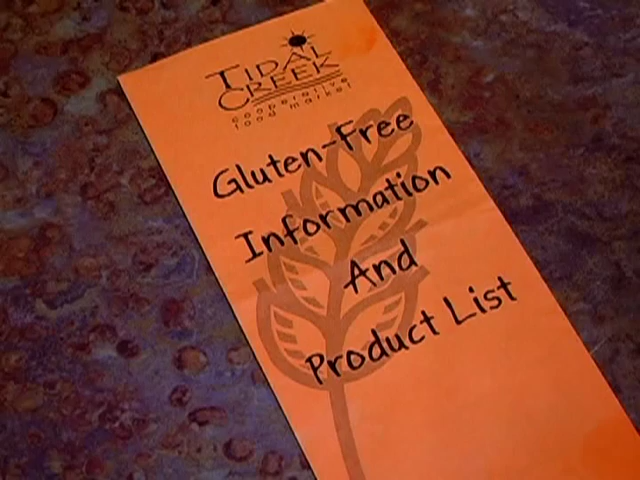 TIDAL
CREEK
cooperative
food market
Gluten-Free
Information
And
Product List